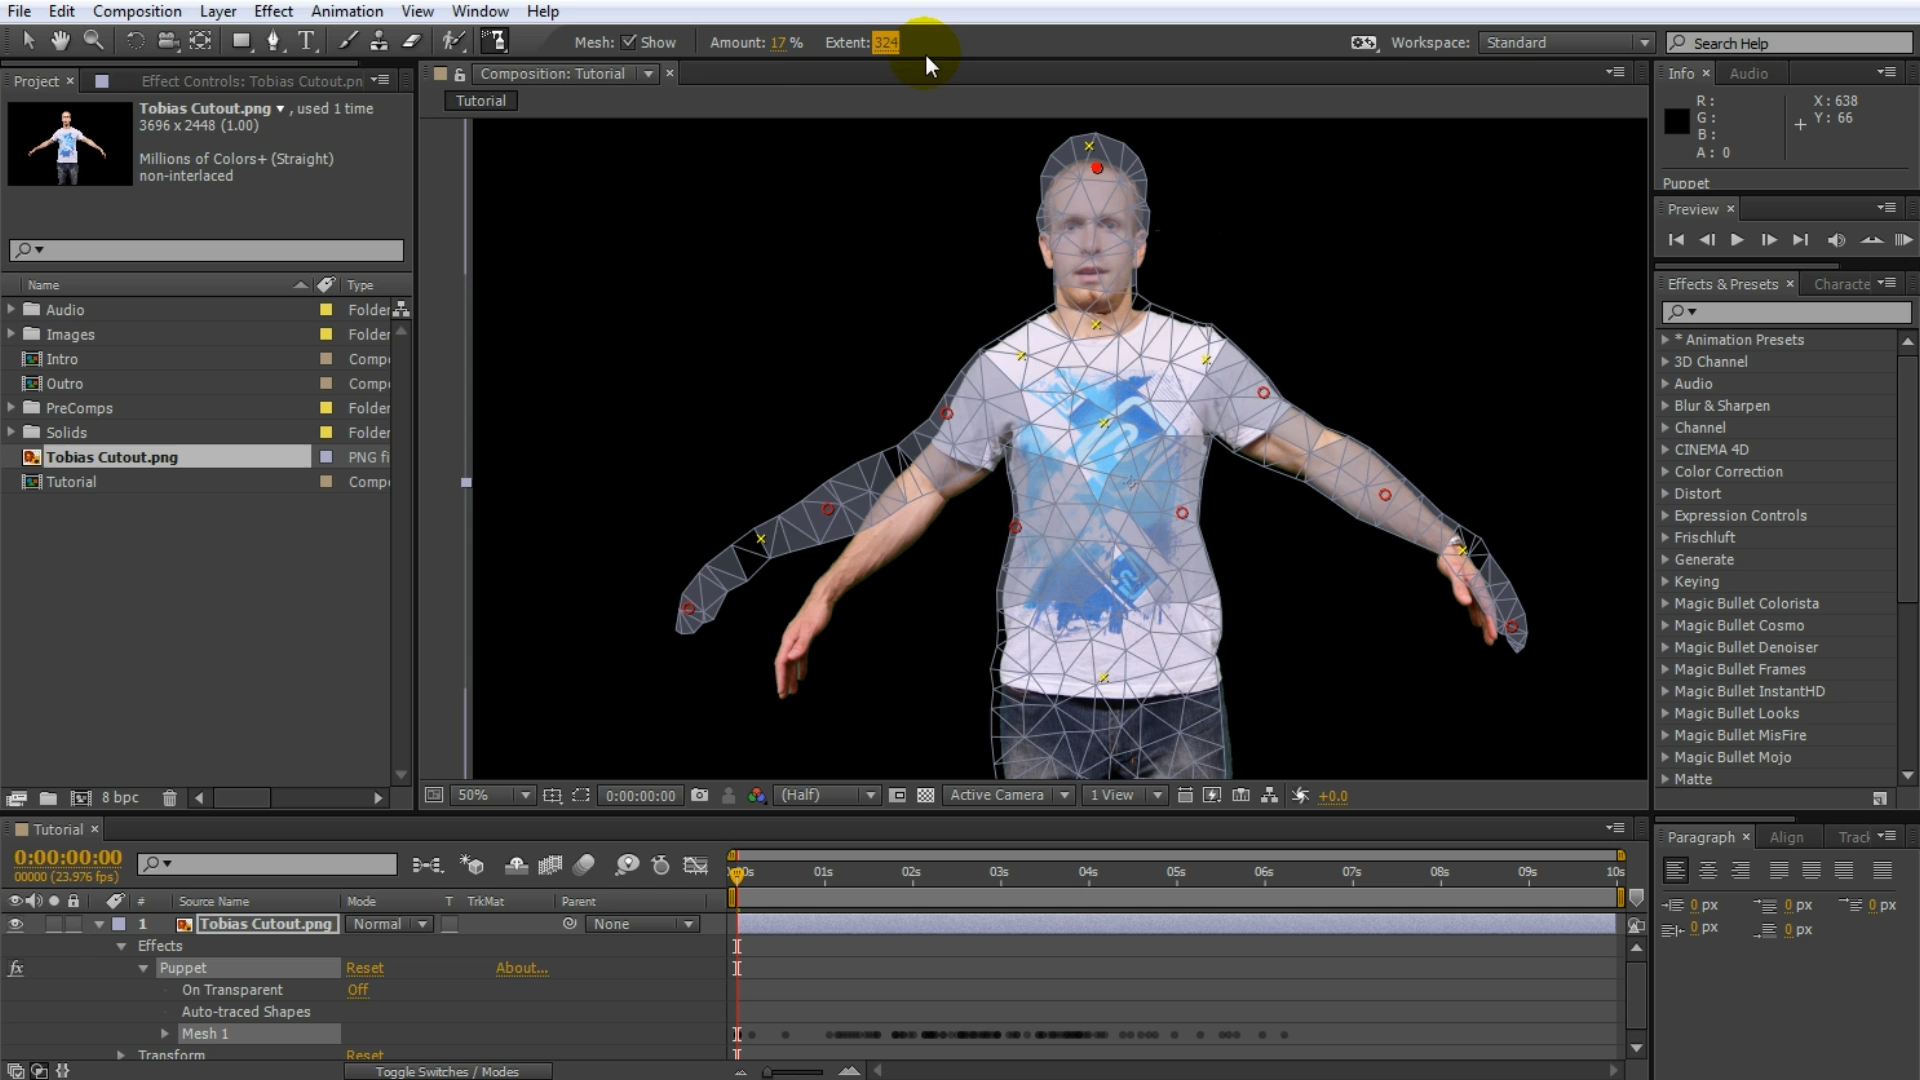 File Edit Composition Layer Effect Animation View Window Help
Mesh: Show Amount: 17 % Extent: 324 Workspace: Standard Search Help
Project × Effect Controls: Tobias Cutout.pn Composition: Tutorial × Info × Audio
Tutorial
Tobias Cutout.png ▾ , used 1 time
3696 x 2448 (1.00)
Millions of Colors+ (Straight)
non-interlaced
R:
G:
B:
A: 0
X: 638
Y: 66
Puppet
Preview ×
Name Type
Audio Folder
Images Folder
Intro Compo
Outro Compo
PreComps Folder
Solids Folder
Tobias Cutout.png PNG fi
Tutorial Compo
8 bpc
Effects & Presets × Characte
* Animation Presets
3D Channel
Audio
Blur & Sharpen
Channel
CINEMA 4D
Color Correction
Distort
Expression Controls
Frischluft
Generate
Keying
Magic Bullet Colorista
Magic Bullet Cosmo
Magic Bullet Denoiser
Magic Bullet Frames
Magic Bullet InstantHD
Magic Bullet Looks
Magic Bullet MisFire
Magic Bullet Mojo
Matte
50% 0:00:00:00 (Half) Active Camera 1 View +0.0
Tutorial ×
0:00:00:00
00000 (23.976 fps)
01s 02s 03s 04s 05s 06s 07s 08s 09s 10s
# Source Name Mode T TrkMat Parent
1 Tobias Cutout.png Normal None
Effects
fx Puppet Reset About...
On Transparent Off
Auto-traced Shapes
Mesh 1
Transform Reset
Toggle Switches / Modes
Paragraph × Align Track
0 px 0 px 0 px
0 px 0 px